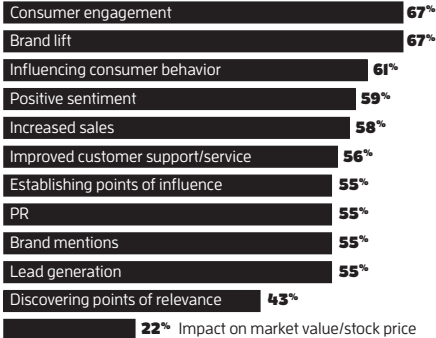 Consumer engagement 67%
Brand lift 67%
Influencing consumer behavior 61%
Positive sentiment 59%
Increased sales 58%
Improved customer support/service 56%
Establishing points of influence 55%
PR 55%
Brand mentions 55%
Lead generation 55%
Discovering points of relevance 43%
22% Impact on market value/stock price